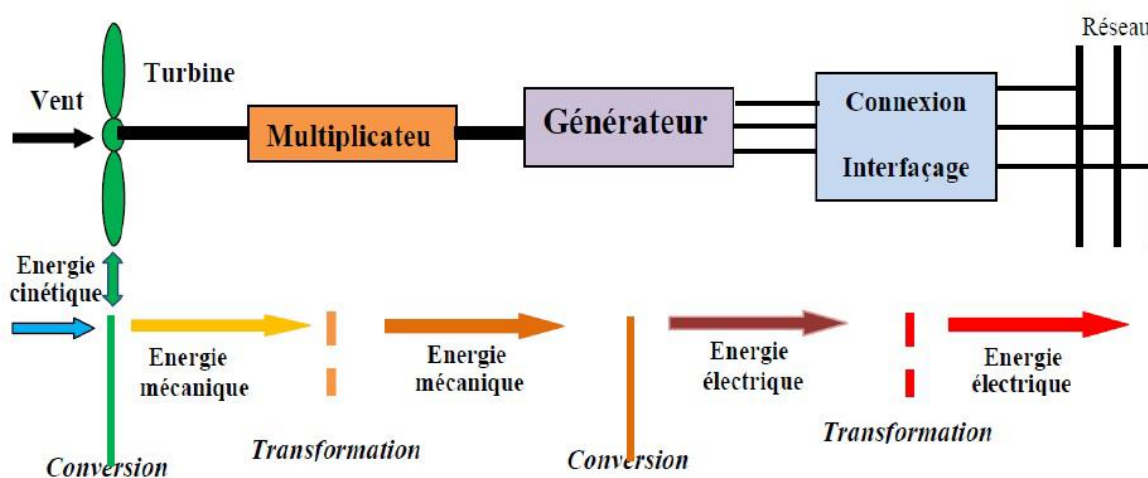 Réseau
Turbine
Vent
Connexion
Générateur
Multiplicateu
Interfaçage
Energie
cinétique
Energie
mécanique
Energie
mécanique
Energie
électrique
Energie
électrique
Transformation
Transformation
Conversion
Conversion